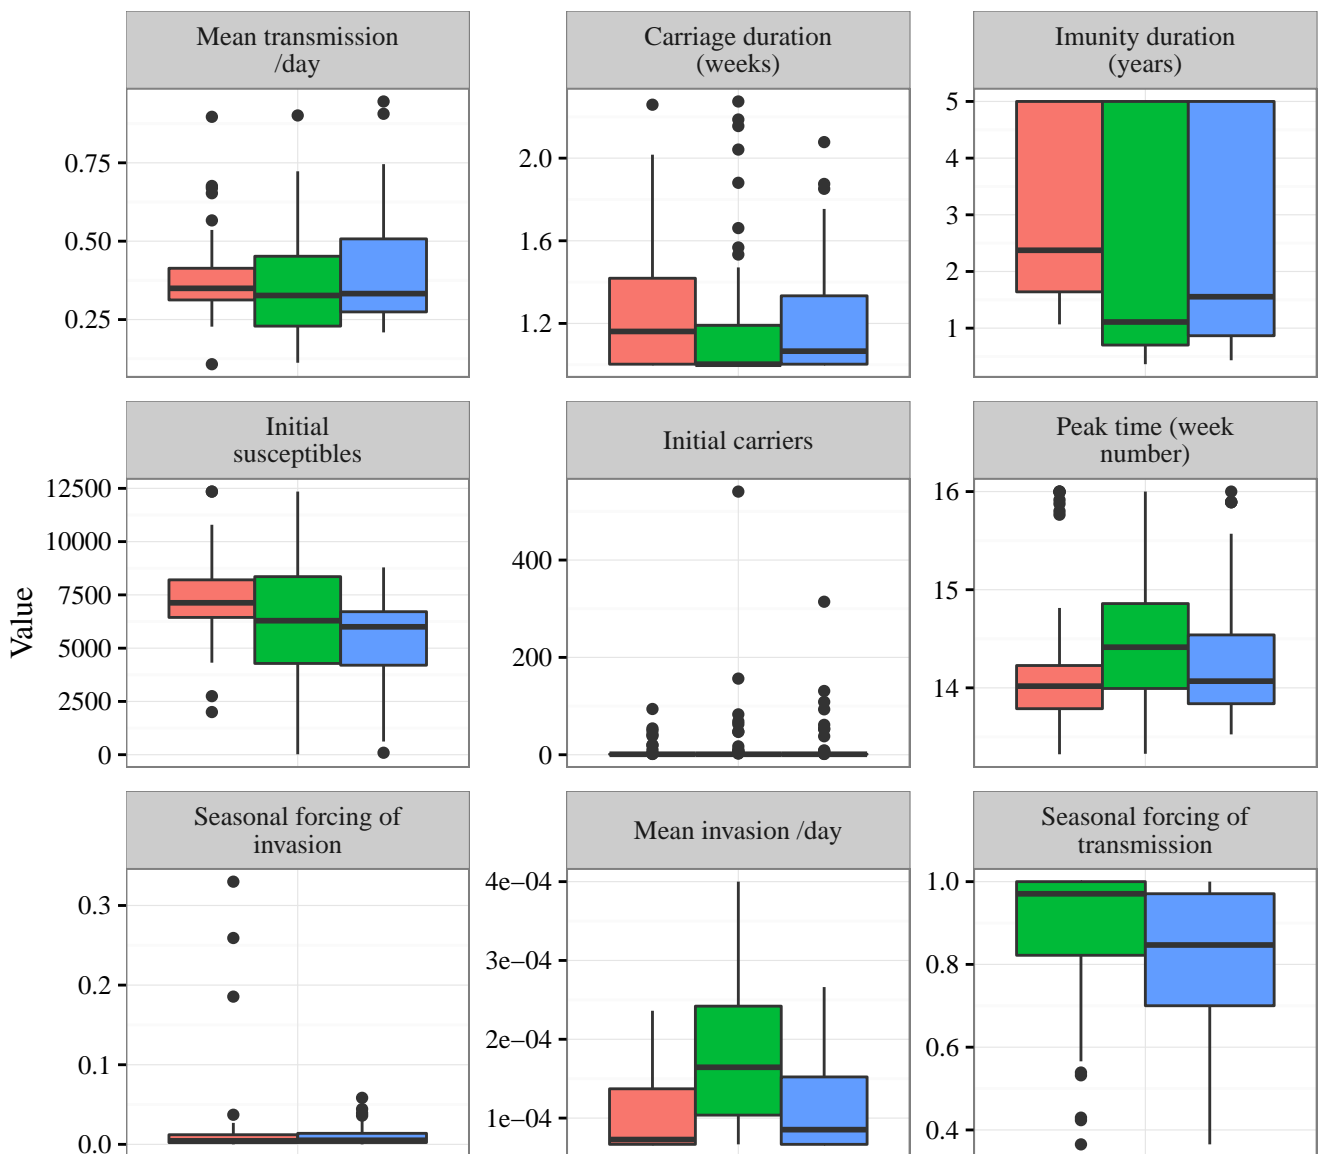 Mean transmission
/day
Carriage duration
(weeks)
Imunity duration
(years)
0.75
0.50
0.25
2.0
1.6
1.2
5
4
3
2
1
Initial
susceptibles
Initial carriers
Peak time (week
number)
Value
12500
10000
7500
5000
2500
0
400
200
0
16
15
14
Seasonal forcing of
invasion
Mean invasion /day
Seasonal forcing of
transmission
0.3
0.2
0.1
0.0
4e−04
3e−04
2e−04
1e−04
1.0
0.8
0.6
0.4